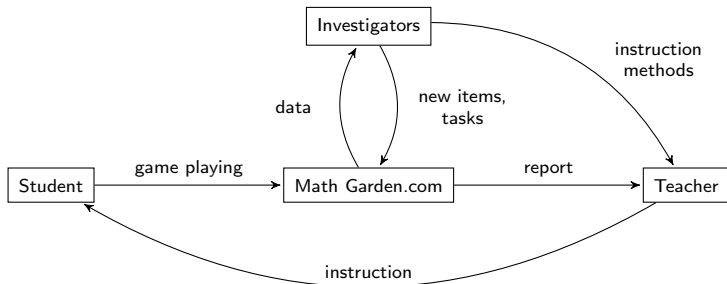 Investigators
instruction
methods
data
new items,
tasks
game playing
report
Student
Math Garden.com
Teacher
instruction